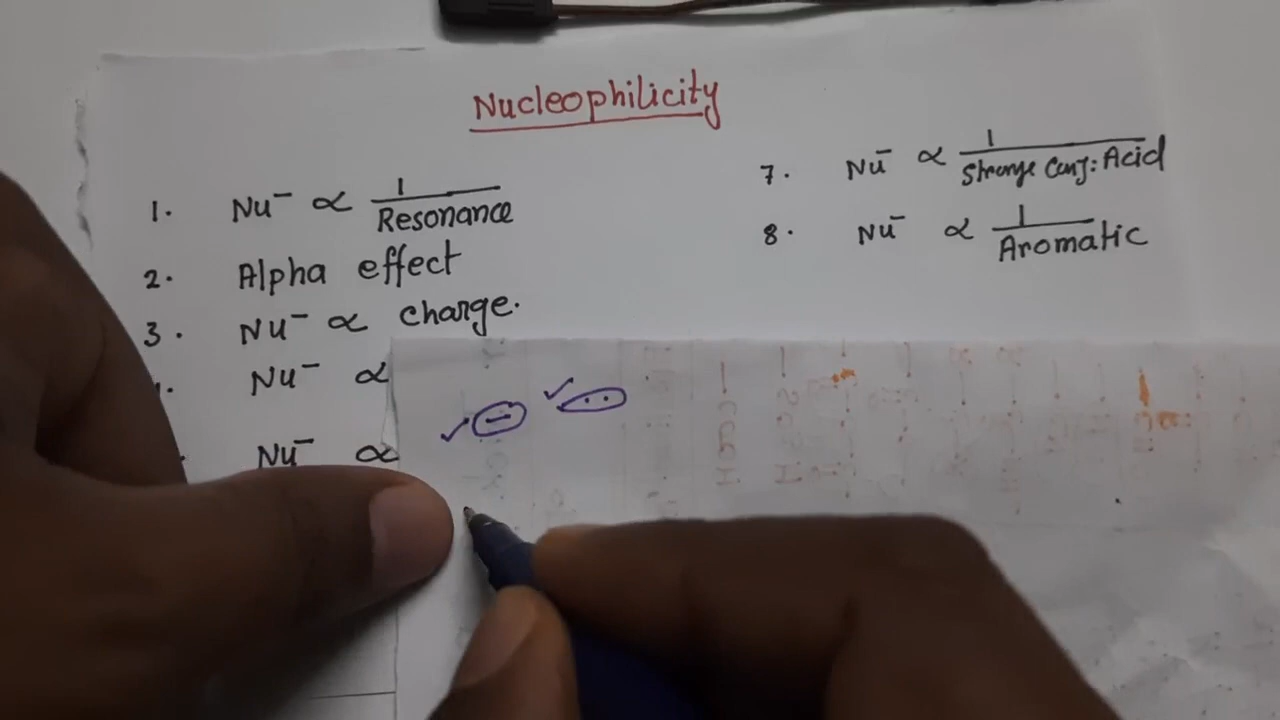 Nucleophilicity
1. Nu⁻ ∝ 1/Resonance
2. Alpha effect
3. Nu⁻ ∝ charge.
Nu⁻ ∝
Nu⁻ ∝
7. Nu⁻ ∝ 1/Stronge Conj: Acid
8. Nu⁻ ∝ 1/Aromatic